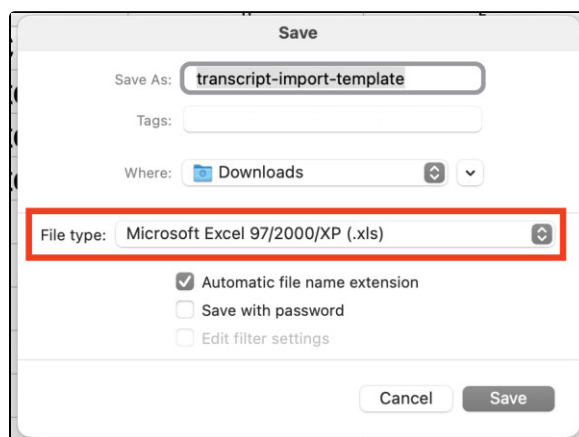 Save
Save As: transcript-import-template
Tags:
Where: Downloads
File type: Microsoft Excel 97/2000/XP (.xls)
Automatic file name extension
Save with password
Edit filter settings
Cancel Save